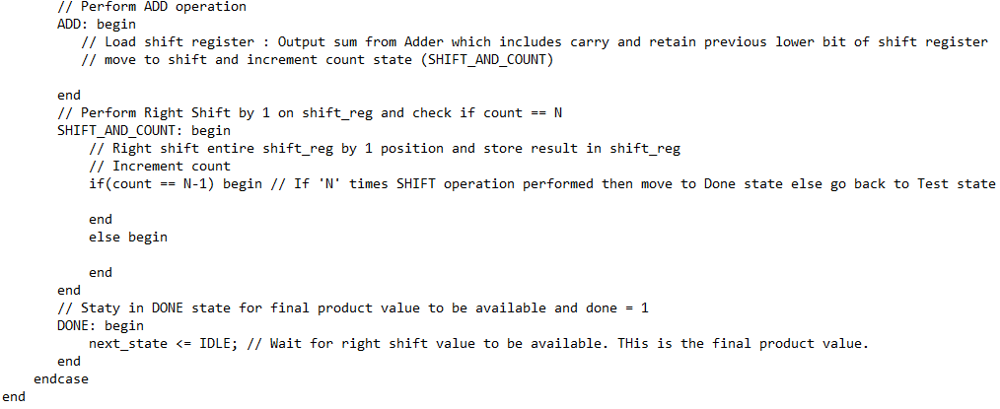 // Perform ADD operation
ADD: begin
// Load shift register : Output sum from Adder which includes carry and retain previous lower bit of shift register
// move to shift and increment count state (SHIFT_AND_COUNT)
end
// Perform Right Shift by 1 on shift_reg and check if count == N
SHIFT_AND_COUNT: begin
// Right shift entire shift_reg by 1 position and store result in shift_reg
// Increment count
if(count == N-1) begin // If 'N' times SHIFT operation performed then move to Done state else go back to Test state
end
else begin
end
end
// Staty in DONE state for final product value to be available and done = 1
DONE: begin
next_state <= IDLE; // Wait for right shift value to be available. THis is the final product value.
end
endcase
end